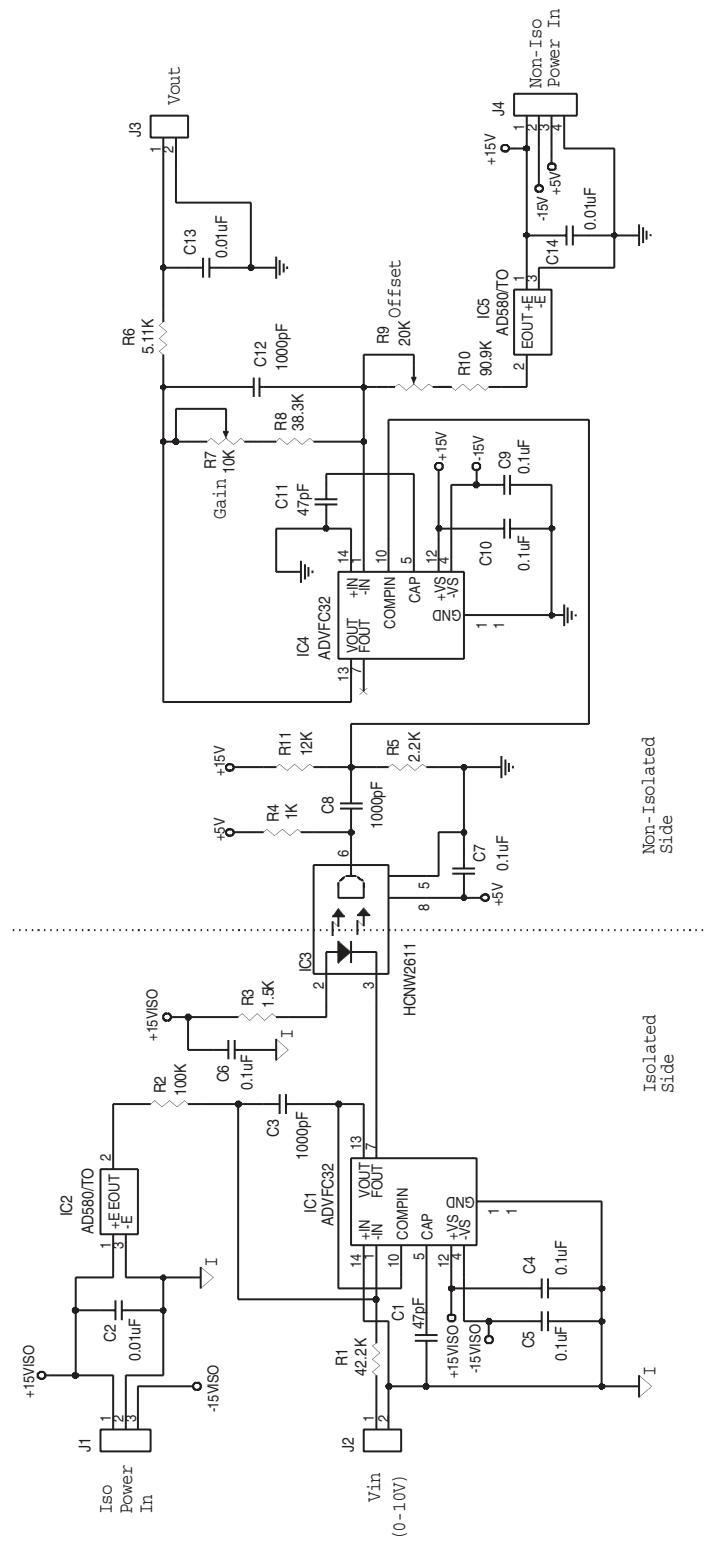 Iso
Power
In
J1
1
2
3
+15VISO
-15VISO
C2
0.01uF
I
IC2
AD580/TO
1
3
+E
-E
EOUT
2
R2
100K
C3
1000pF
+15VISO
C6
0.1uF
I
R3
1.5K
Vin
(0-10V)
J2
1
2
R1
42.2K
C1
47pF
IC1
ADVFC32
14
1
10
5
12
4
+IN
-IN
COMPIN
CAP
+VS
-VS
GND
1
1
VOUT
FOUT
13
7
+15VISO
-15VISO
C4
0.1uF
C5
0.1uF
I
Isolated
Side
IC3
HCNW2611
2
3
6
5
8
+5V
R4
1K
C8
1000pF
+15V
R11
12K
R5
2.2K
C7
0.1uF
+5V
Non-Isolated
Side
IC4
ADVFC32
13
7
VOUT
FOUT
+IN
-IN
COMPIN
CAP
+VS
-VS
GND
1
1
14
1
10
5
12
4
C11
47pF
+15V
-15V
C10
0.1uF
C9
0.1uF
Gain
R7
10K
R8
38.3K
C12
1000pF
R6
5.11K
R9
20K
Offset
R10
90.9K
C13
0.01uF
J3
1
2
Vout
IC5
AD580/TO
2
EOUT
+E
-E
1
3
C14
0.01uF
+15V
-15V
+5V
J4
1
2
3
4
Non-Iso
Power In